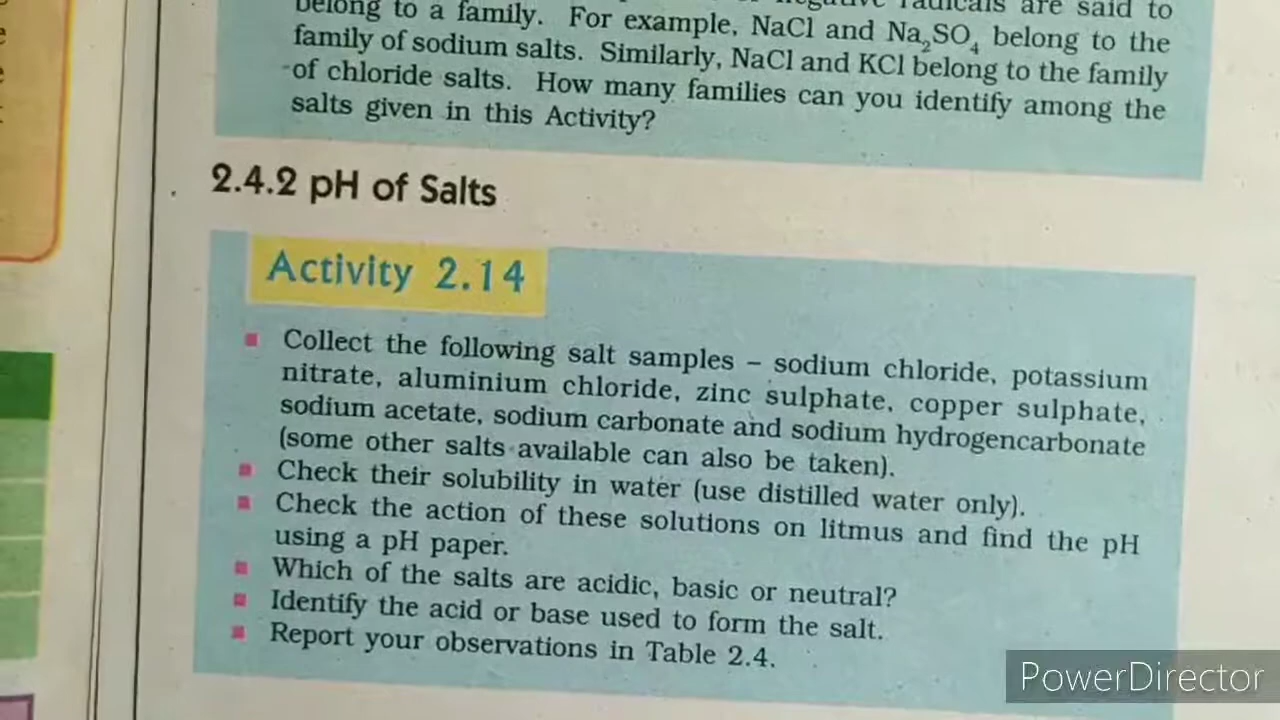 radicals are said to
belong to a family. For example, NaCl and Na₂SO₄ belong to the
family of sodium salts. Similarly, NaCl and KCl belong to the family
of chloride salts. How many families can you identify among the
salts given in this Activity?
2.4.2 pH of Salts
Activity 2.14
Collect the following salt samples – sodium chloride, potassium
nitrate, aluminium chloride, zinc sulphate, copper sulphate,
sodium acetate, sodium carbonate and sodium hydrogencarbonate
(some other salts available can also be taken).
Check their solubility in water (use distilled water only).
Check the action of these solutions on litmus and find the pH
using a pH paper.
Which of the salts are acidic, basic or neutral?
Identify the acid or base used to form the salt.
Report your observations in Table 2.4.
PowerDirector